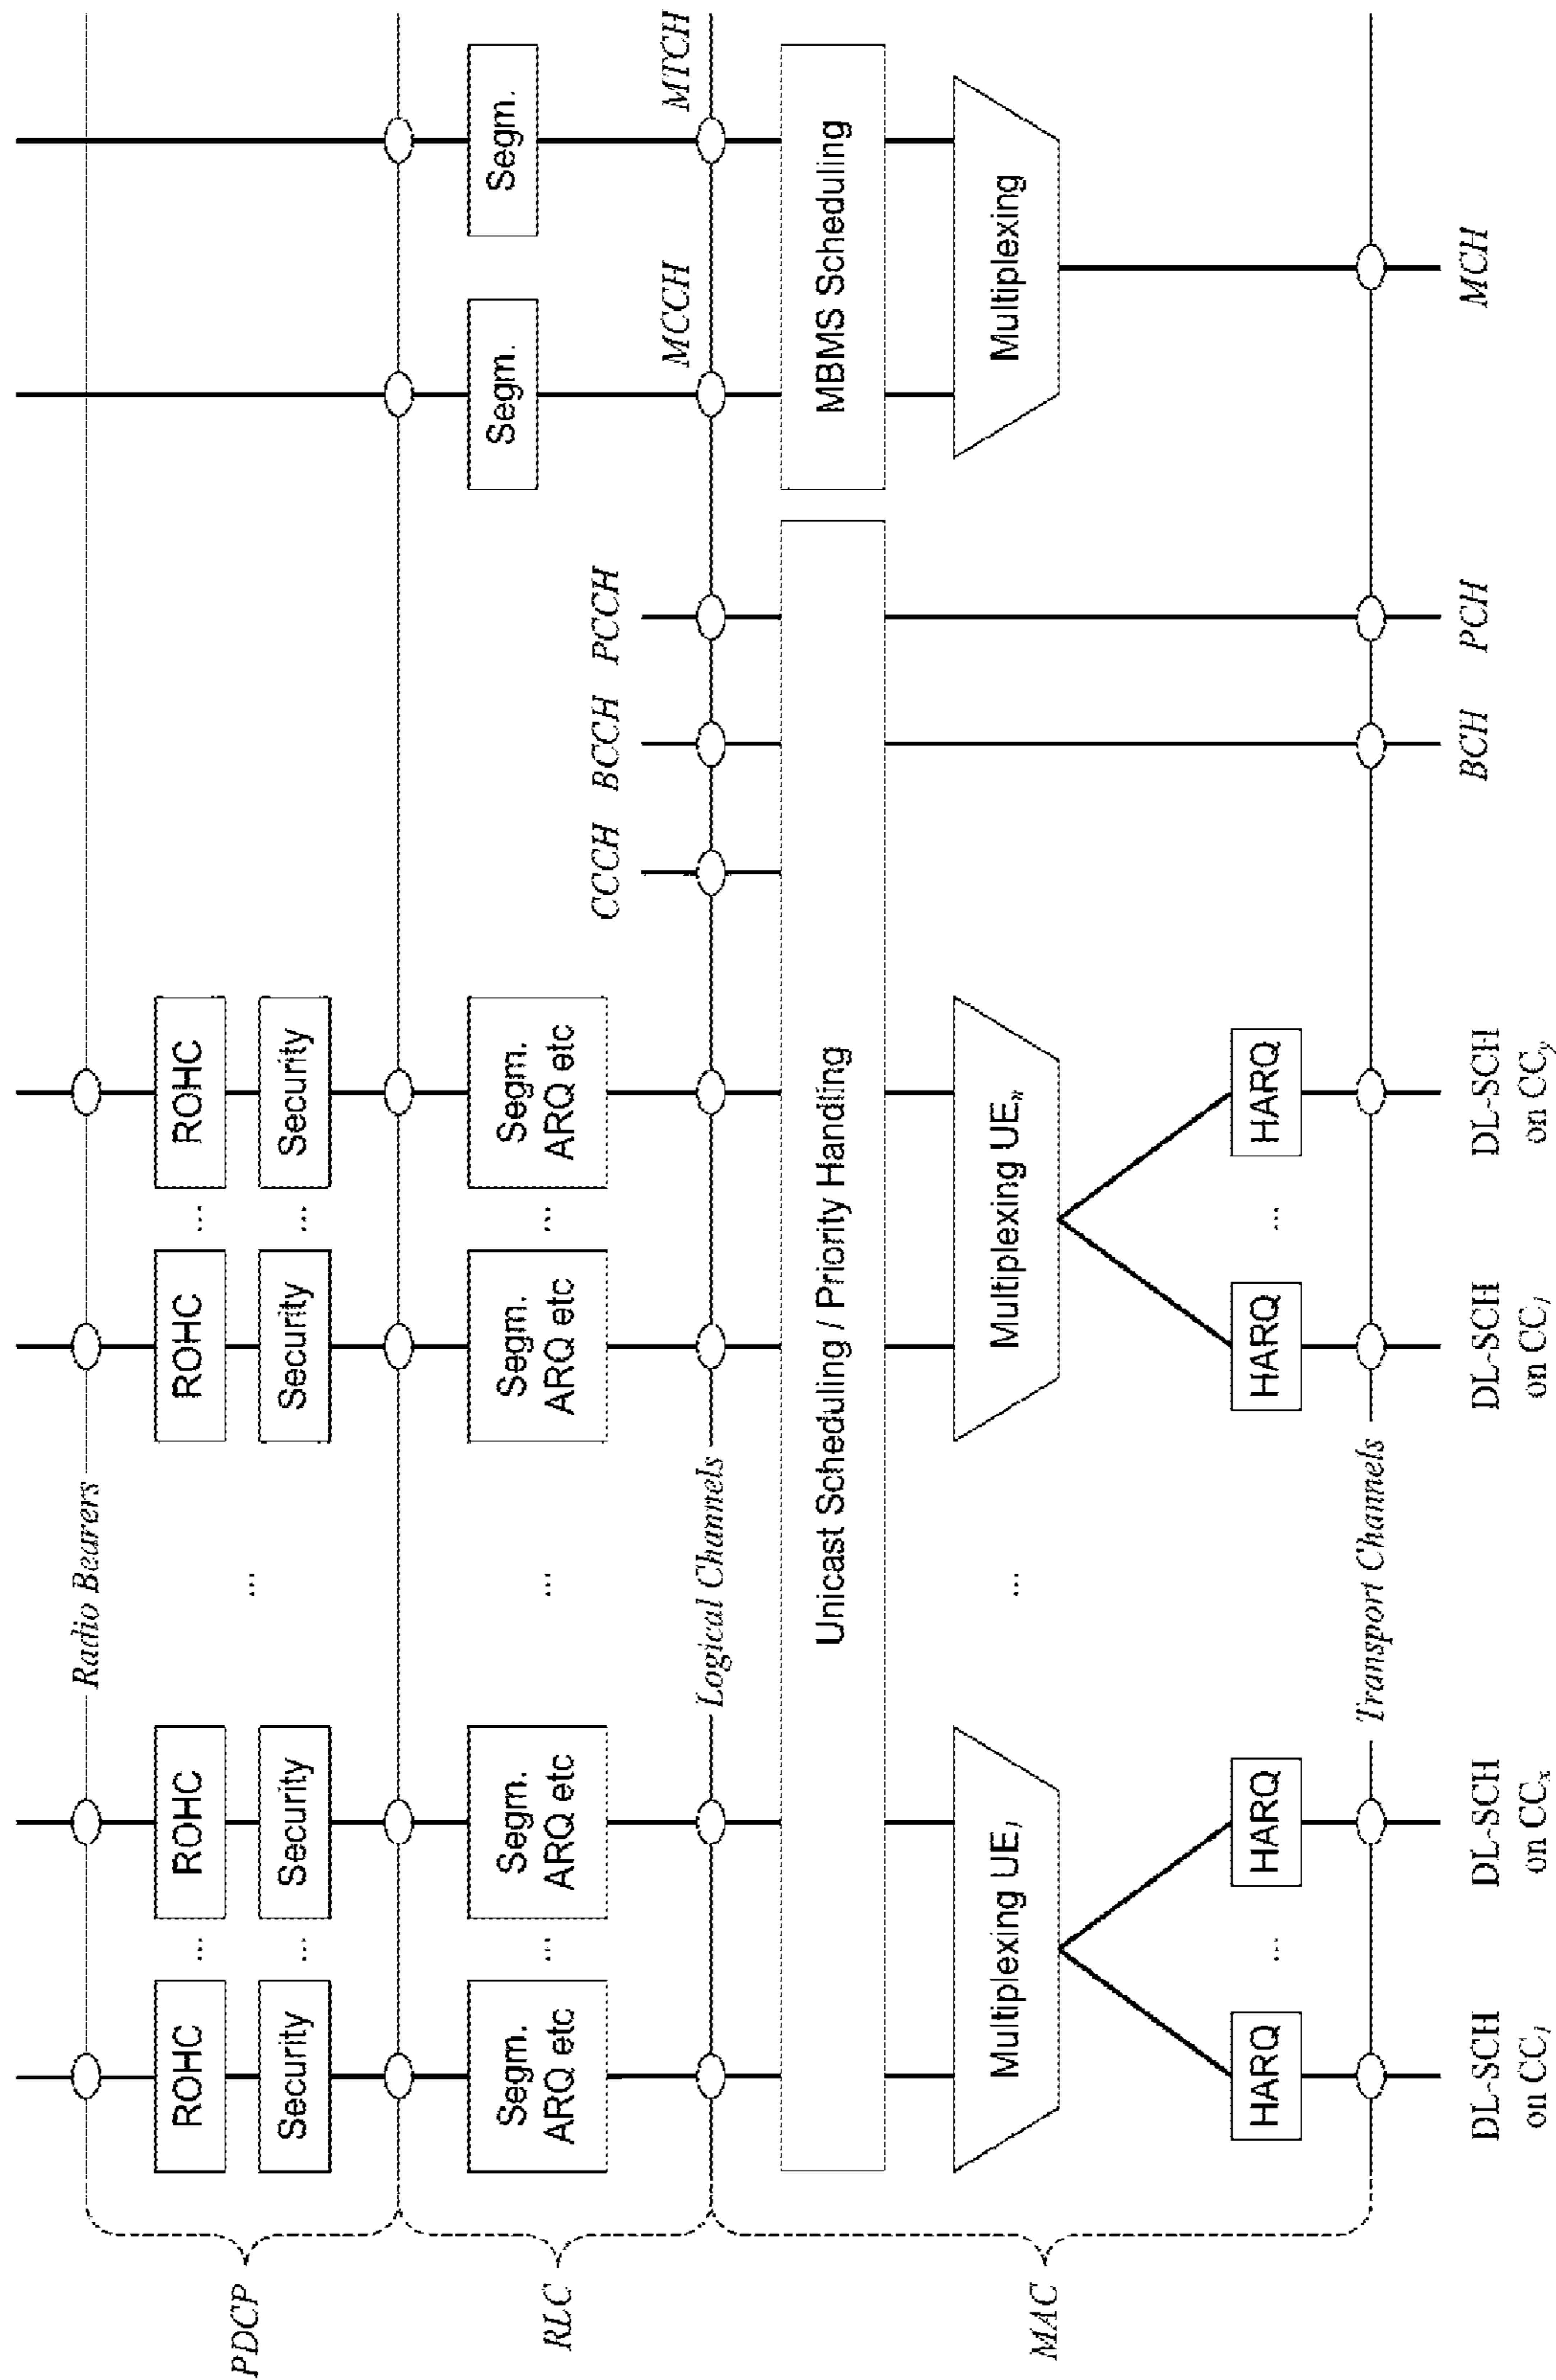 Radio Bearers
ROHC
...
ROHC
ROHC
...
ROHC
PDCP
...
Security
...
Security
Security
...
Security
Segm.
ARQ etc
...
Segm.
ARQ etc
RLC
...
Segm.
ARQ etc
...
Segm.
ARQ etc
Segm.
Segm.
CCCH
BCCH
PCCH
MCCH
MTCH
Logical Channels
Unicast Scheduling / Priority Handling
MBMS Scheduling
MAC
Multiplexing UE1
...
Multiplexing UEn
Multiplexing
HARQ
...
HARQ
HARQ
...
HARQ
Transport Channels
DL-SCH
on CC1
DL-SCH
on CCx
DL-SCH
on CC1
DL-SCH
on CCy
BCH
PCH
MCH